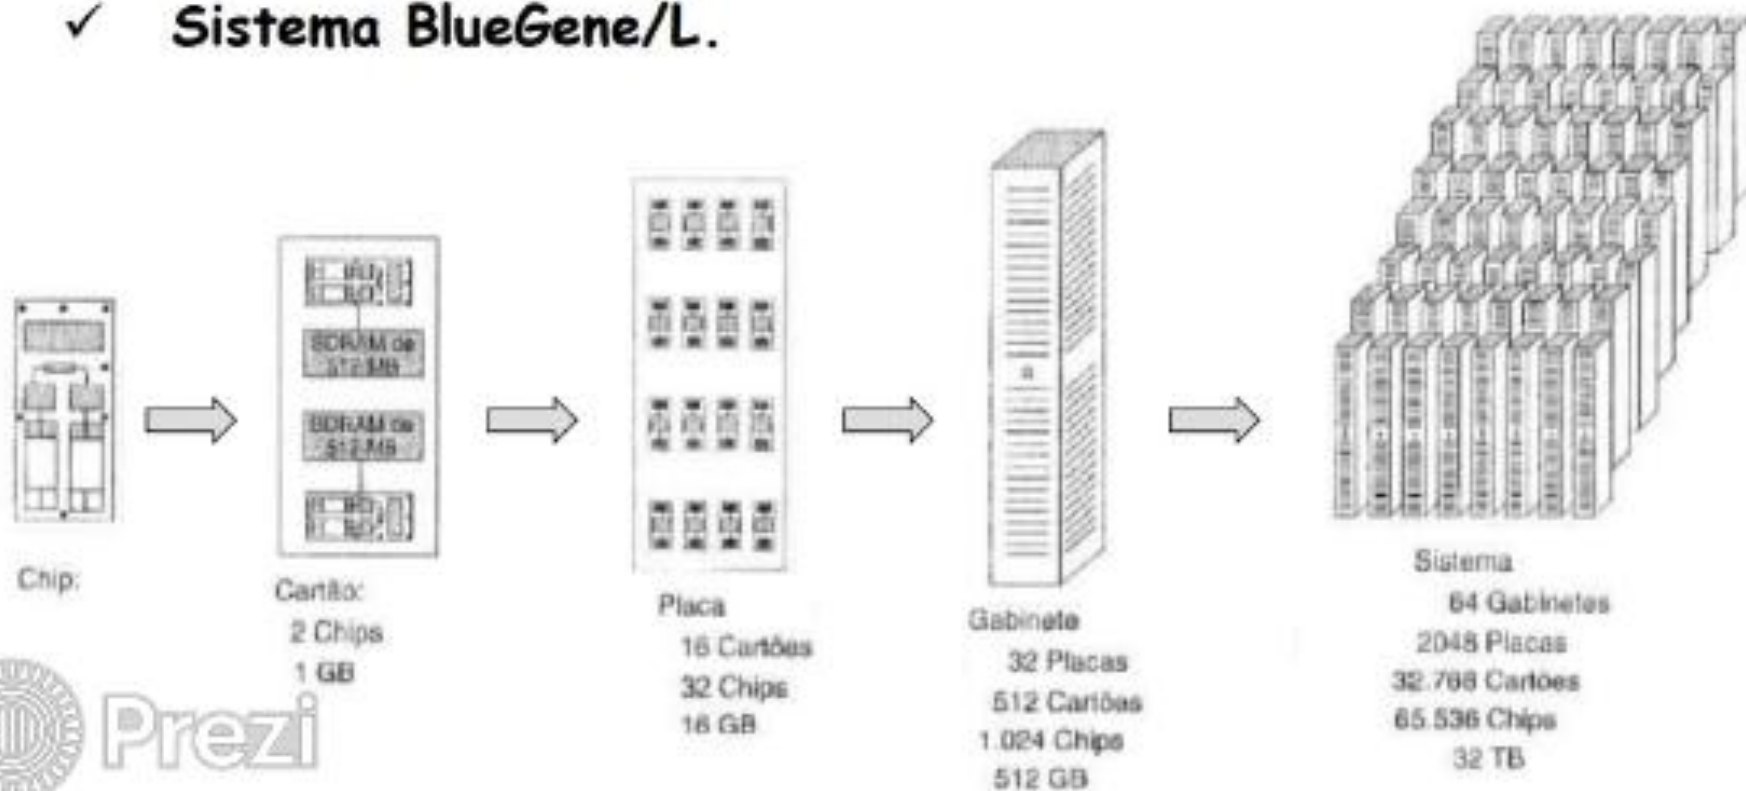 ✓ Sistema BlueGene/L.
SDRAM de
512 MB
SDRAM de
512 MB
Chip:
Cartão:
2 Chips
1 GB
Placa
16 Cartões
32 Chips
16 GB
Gabinete
32 Placas
512 Cartões
1.024 Chips
512 GB
Sistema
64 Gabinetes
2048 Placas
32.768 Cartões
65.536 Chips
32 TB
Prezi